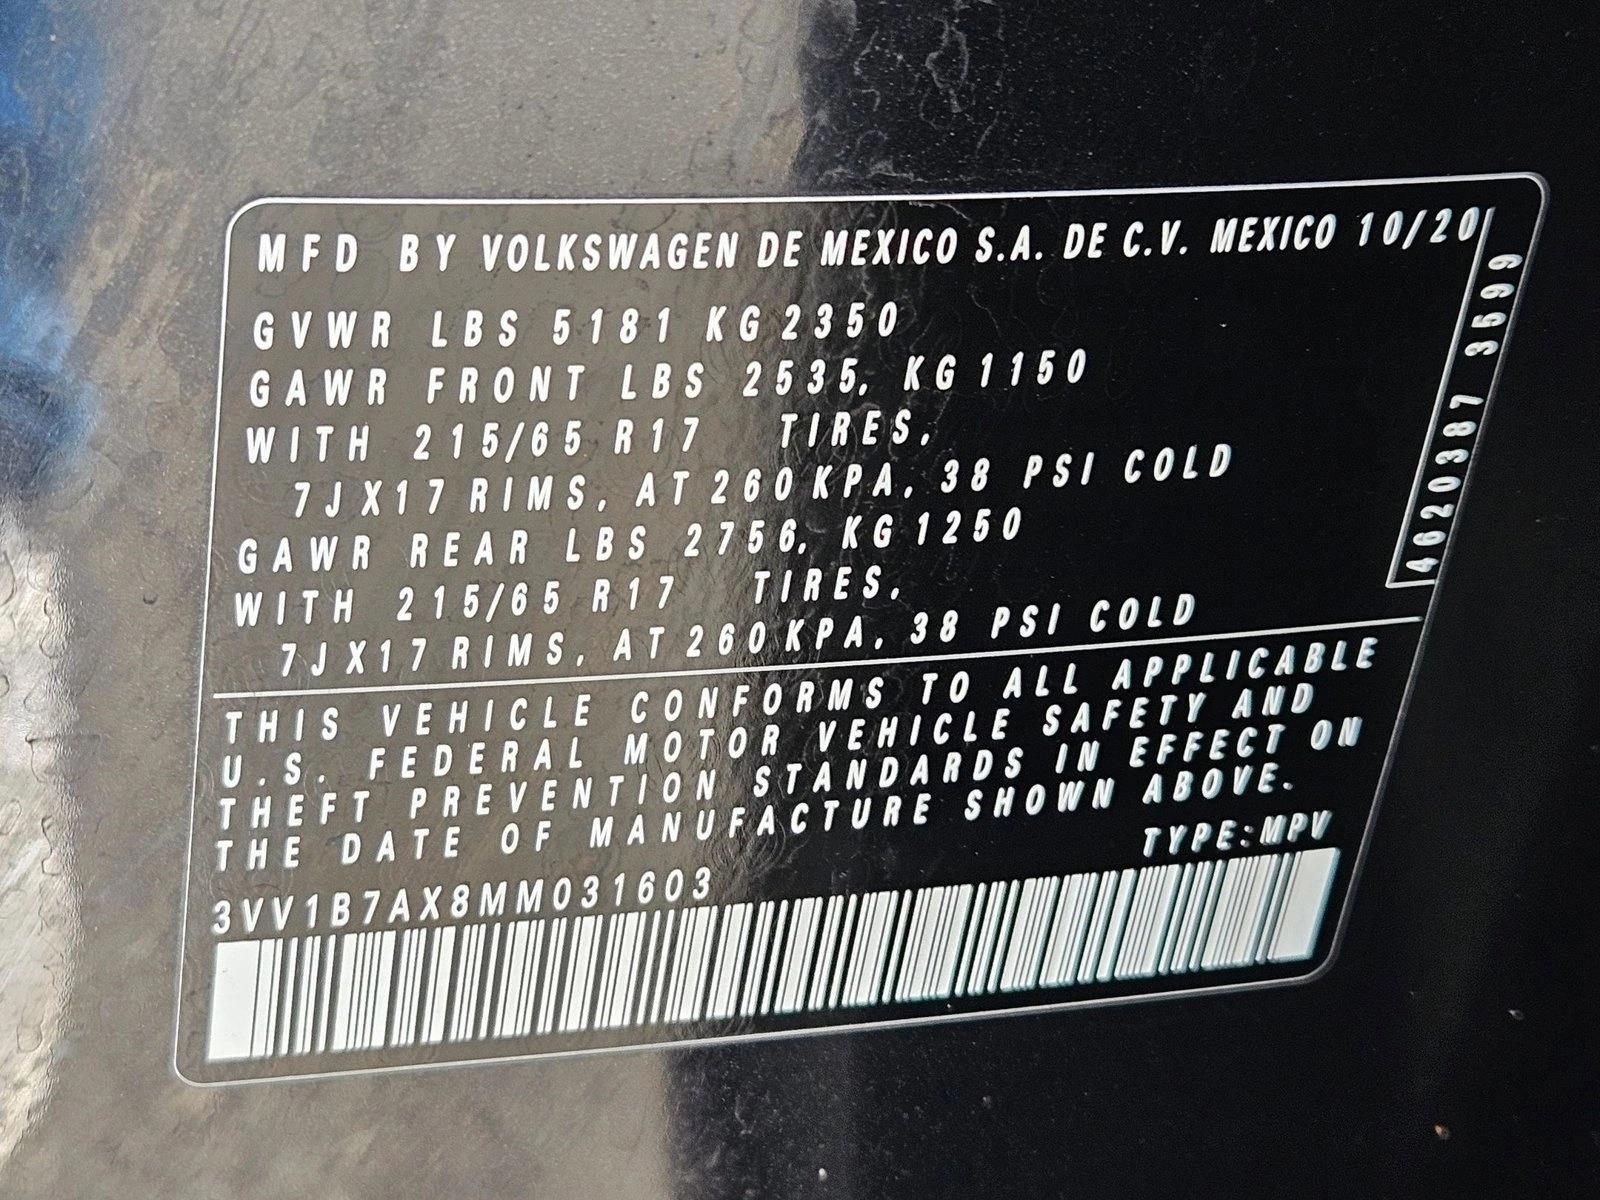 MFD BY VOLKSWAGEN DE MEXICO S.A. DE C.V. MEXICO 10/20
GVWR LBS 5181 KG 2350
GAWR FRONT LBS 2535, KG 1150
WITH 215/65 R17 TIRES,
7JX17 RIMS, AT 260 KPA, 38 PSI COLD
GAWR REAR LBS 2756, KG 1250
WITH 215/65 R17 TIRES,
7JX17 RIMS, AT 260 KPA, 38 PSI COLD
4620387 3599
THIS VEHICLE CONFORMS TO ALL APPLICABLE
U.S. FEDERAL MOTOR VEHICLE SAFETY AND
THEFT PREVENTION STANDARDS IN EFFECT ON
THE DATE OF MANUFACTURE SHOWN ABOVE.
TYPE:MPV
3VV1B7AX8MM031603